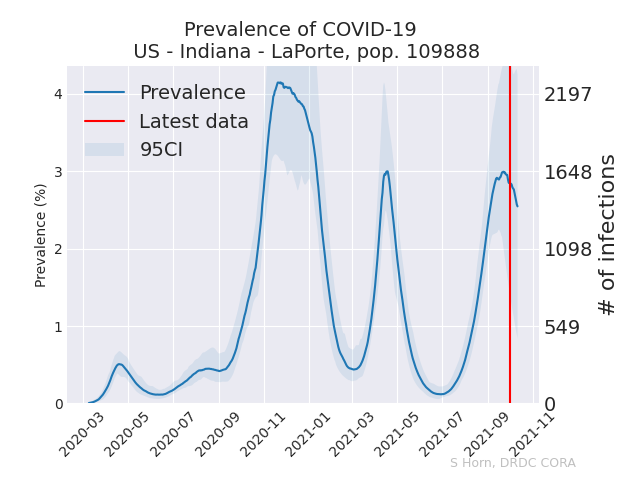 Prevalence of COVID-19
US - Indiana - LaPorte, pop. 109888
Prevalence
Latest data
95CI
Prevalence (%)
4
3
2
1
0
# of infections
2197
1648
1098
549
0
2020-03
2020-05
2020-07
2020-09
2020-11
2021-01
2021-03
2021-05
2021-07
2021-09
2021-11
S Horn, DRDC CORA